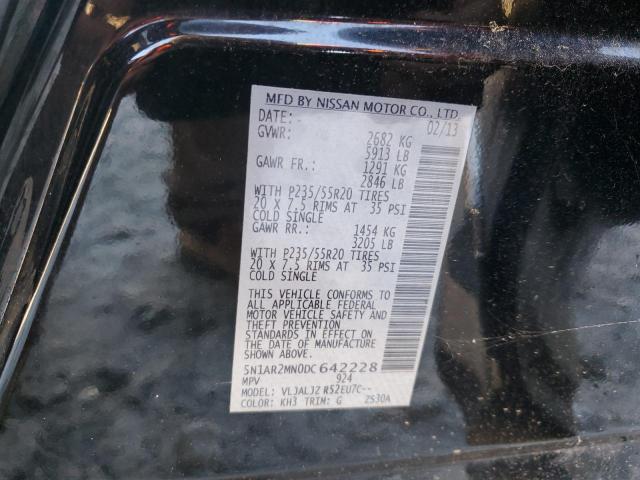 MFD BY NISSAN MOTOR CO., LTD.
DATE: 02/13
GVWR: 2682 KG
5913 LB
GAWR FR.: 1291 KG
2846 LB
WITH P235/55R20 TIRES
20 X 7.5 RIMS AT 35 PSI
COLD SINGLE
GAWR RR.: 1454 KG
3205 LB
WITH P235/55R20 TIRES
20 X 7.5 RIMS AT 35 PSI
COLD SINGLE
THIS VEHICLE CONFORMS TO
ALL APPLICABLE FEDERAL
MOTOR VEHICLE SAFETY AND
THEFT PREVENTION
STANDARDS IN EFFECT ON
THE DATE OF MANUFACTURE
SHOWN ABOVE.
5N1AR2MN0DC642228
MPV 924
MODEL: VLJALJZ R52EU7C--
COLOR: KH3 TRIM: G 2S30A